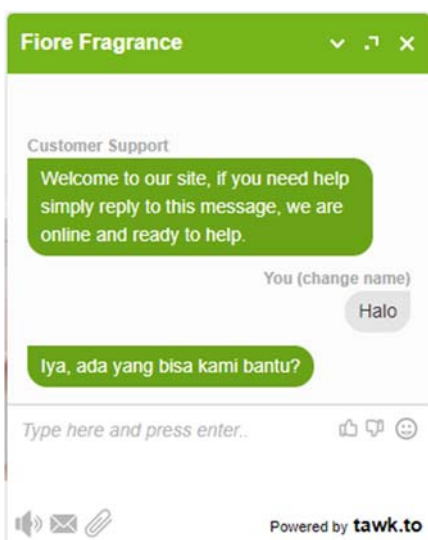 Fiore Fragrance
Customer Support
Welcome to our site, if you need help
simply reply to this message, we are
online and ready to help.
You (change name)
Halo
Iya, ada yang bisa kami bantu?
Type here and press enter..
Powered by tawk.to